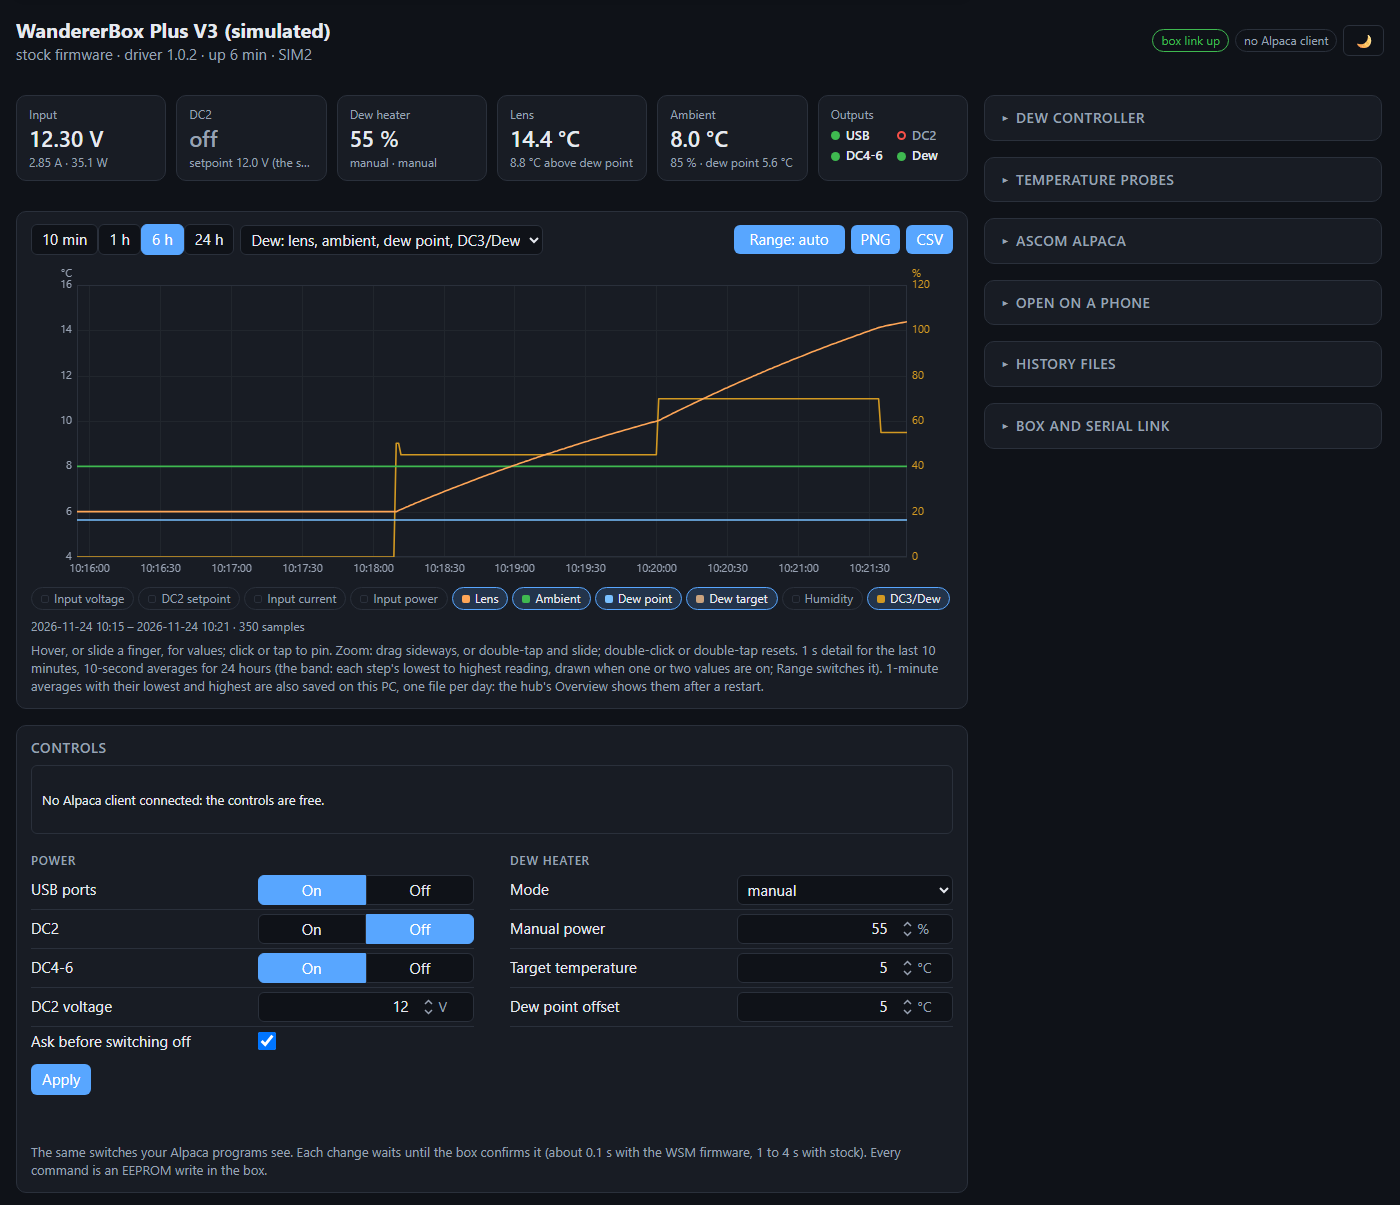 WandererBox Plus V3 (simulated)
stock firmware · driver 1.0.2 · up 6 min · SIM2
box link up
no Alpaca client
Input
12.30 V
2.85 A · 35.1 W
DC2
off
setpoint 12.0 V (the s...
Dew heater
55 %
manual · manual
Lens
14.4 °C
8.8 °C above dew point
Ambient
8.0 °C
85 % · dew point 5.6 °C
Outputs
USB
DC2
DC4-6
Dew
10 min
1 h
6 h
24 h
Dew: lens, ambient, dew point, DC3/Dew
Range: auto
PNG
CSV
°C
16
14
12
10
8
6
4
%
120
100
80
60
40
20
0
10:16:00
10:16:30
10:17:00
10:17:30
10:18:00
10:18:30
10:19:00
10:19:30
10:20:00
10:20:30
10:21:00
10:21:30
Input voltage
DC2 setpoint
Input current
Input power
Lens
Ambient
Dew point
Dew target
Humidity
DC3/Dew
2026-11-24 10:15 – 2026-11-24 10:21 · 350 samples
Hover, or slide a finger, for values; click or tap to pin. Zoom: drag sideways, or double-tap and slide; double-click or double-tap resets. 1 s detail for the last 10
minutes, 10-second averages for 24 hours (the band: each step's lowest to highest reading, drawn when one or two values are on; Range switches it). 1-minute
averages with their lowest and highest are also saved on this PC, one file per day: the hub's Overview shows them after a restart.
CONTROLS
No Alpaca client connected: the controls are free.
POWER
USB ports
On
Off
DC2
On
Off
DC4-6
On
Off
DC2 voltage
12
V
Ask before switching off
Apply
DEW HEATER
Mode
manual
Manual power
55
%
Target temperature
5
°C
Dew point offset
5
°C
The same switches your Alpaca programs see. Each change waits until the box confirms it (about 0.1 s with the WSM firmware, 1 to 4 s with stock). Every
command is an EEPROM write in the box.
DEW CONTROLLER
TEMPERATURE PROBES
ASCOM ALPACA
OPEN ON A PHONE
HISTORY FILES
BOX AND SERIAL LINK